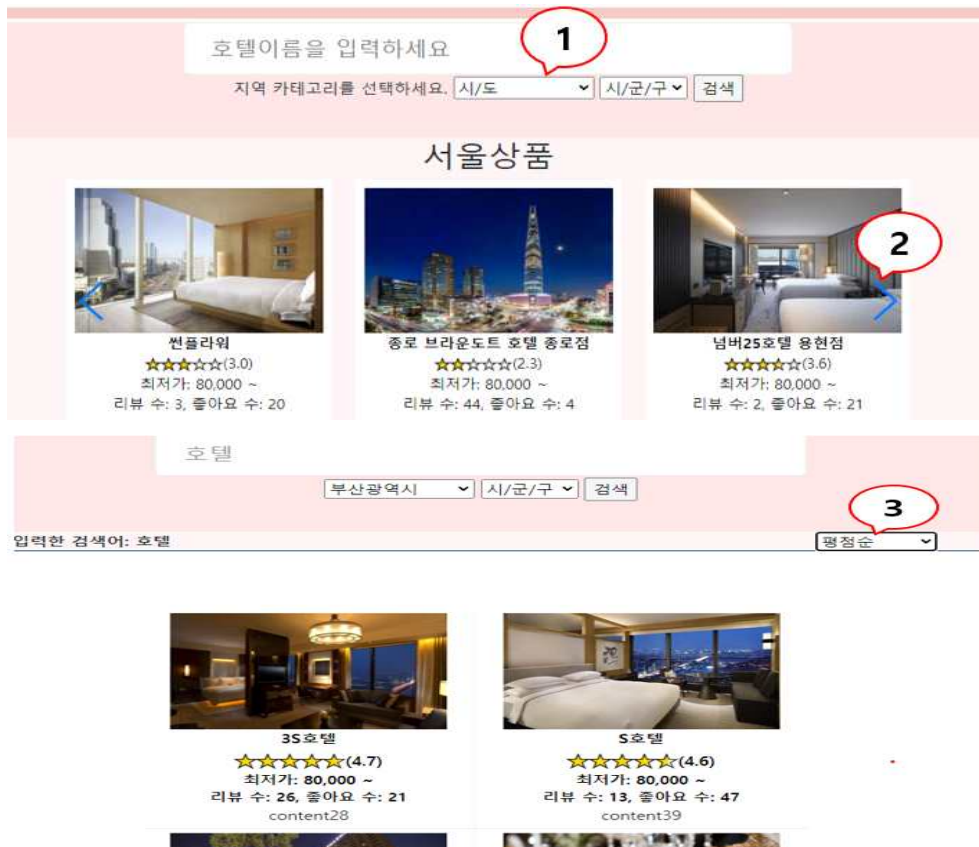 호텔이름을 입력하세요
1
지역 카테고리를 선택하세요. 시/도 시/군/구 검색
서울상품
2
썬플라워 종로 브라운도트 호텔 종로점 넘버25호텔 용현점
(3.0) (2.3) (3.6)
최저가: 80,000 ~ 최저가: 80,000 ~ 최저가: 80,000 ~
리뷰 수: 3, 좋아요 수: 20 리뷰 수: 44, 좋아요 수: 4 리뷰 수: 2, 좋아요 수: 21
호텔
부산광역시 시/군/구 검색
3
입력한 검색어: 호텔 평점순
3S호텔 S호텔
(4.7) (4.6)
최저가: 80,000 ~ 최저가: 80,000 ~
리뷰 수: 26, 좋아요 수: 21 리뷰 수: 13, 좋아요 수: 47
content28 content39